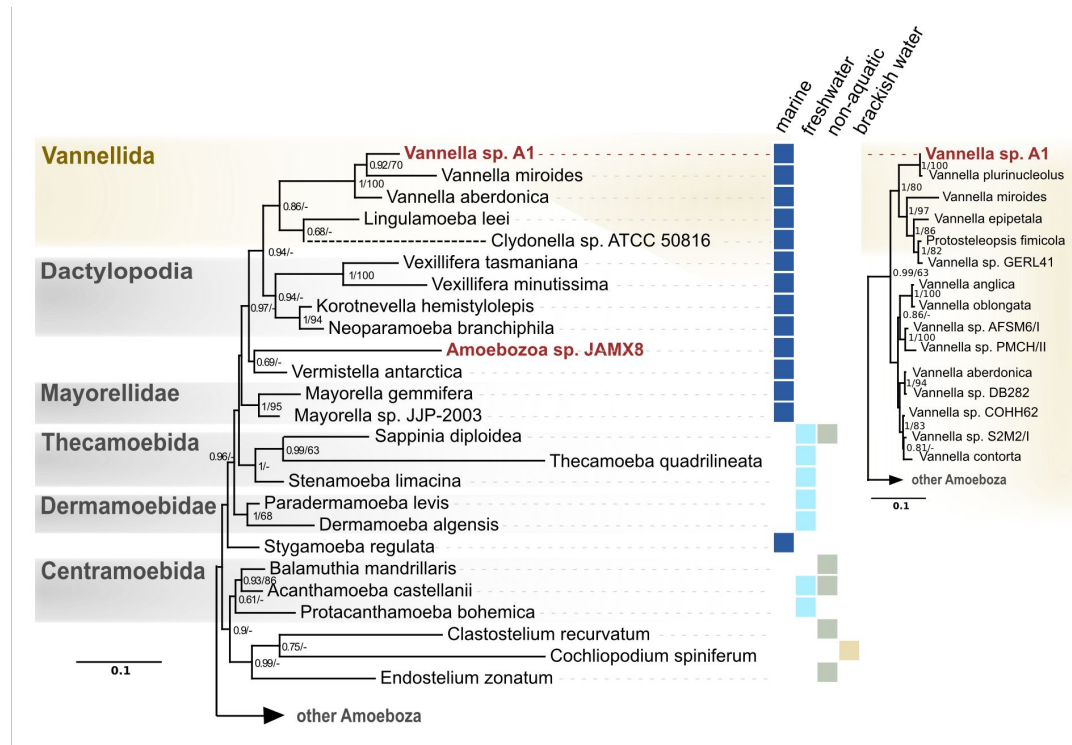 marine
freshwater
non-aquatic
brackish water
Vannellida
Vannella sp. A1
0.92/70
Vannella miroides
1/100
Vannella aberdonica
0.86/-
Lingulamoeba leei
0.68/-
Clydonella sp. ATCC 50816
0.94/-
Dactylopodia
Vexillifera tasmaniana
1/100
Vexillifera minutissima
0.94/-
0.97/-
Korotnevella hemistylolepis
1/94
Neoparamoeba branchiphila
Amoebozoa sp. JAMX8
0.69/-
Vermistella antarctica
Mayorellidae
Mayorella gemmifera
1/95
Mayorella sp. JJP-2003
Thecamoebida
Sappinia diploidea
0.99/63
0.96/-
Thecamoeba quadrilineata
1/-
Stenamoeba limacina
Dermamoebidae
Paradermamoeba levis
1/68
Dermamoeba algensis
Stygamoeba regulata
Centramoebida
Balamuthia mandrillaris
0.93/86
Acanthamoeba castellanii
0.61/-
Protacanthamoeba bohemica
0.9/-
Clastostelium recurvatum
0.75/-
Cochliopodium spiniferum
0.99/-
Endostelium zonatum
0.1
other Amoeboza
Vannella sp. A1
1/100
Vannella plurinucleolus
1/80
Vannella miroides
1/97
Vannella epipetala
1/86
Protosteleopsis fimicola
1/82
Vannella sp. GERL41
0.99/63
Vannella anglica
1/100
Vannella oblongata
0.86/-
Vannella sp. AFSM6/I
1/100
Vannella sp. PMCH/II
Vannella aberdonica
1/94
Vannella sp. DB282
Vannella sp. COHH62
1/83
Vannella sp. S2M2/I
0.81/-
Vannella contorta
other Amoeboza
0.1